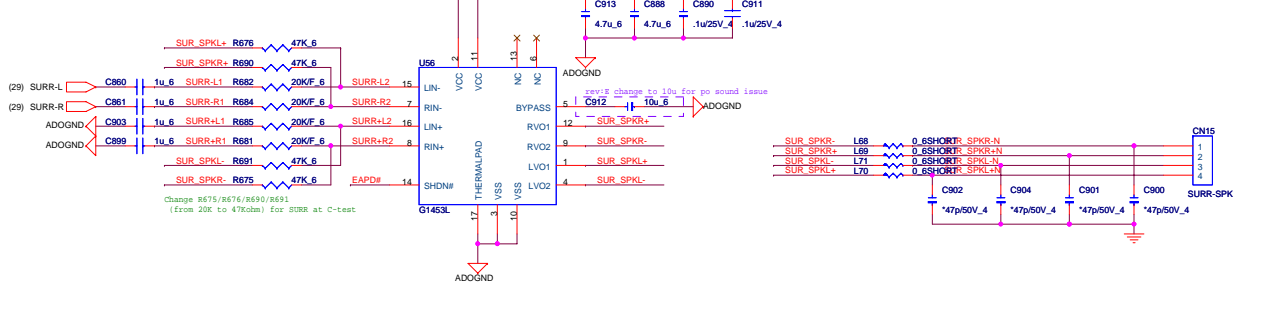 C913 C888 C890 C911
4.7u_6 4.7u_6 .1u/25V_4 .1u/25V_4
ADOGND
SUR_SPKL+ R676 47K_6
SUR_SPKR+ R690 47K_6
(29) SURR-L C860 1u_6 SURR-L1 R682 20K/F_6 SURR-L2 15 LIN-
(29) SURR-R C861 1u_6 SURR-R1 R684 20K/F_6 SURR-R2 7 RIN-
ADOGND C903 1u_6 SURR+L1 R685 20K/F_6 SURR+L2 16 LIN+
ADOGND C899 1u_6 SURR+R1 R681 20K/F_6 SURR+R2 8 RIN+
SUR_SPKL- R691 47K_6
SUR_SPKR- R675 47K_6 EAPD# 14 SHDN#
Change R675/R676/R690/R691
(from 20K to 47Kohm) for SURR at C-test
U56
2 11 13 6
VCC VCC NC NC
rev:E change to 10u for po sound issue
BYPASS 5 C912 10u_6 ADOGND
RVO1 12 SUR_SPKR+
RVO2 9 SUR_SPKR-
LVO1 1 SUR_SPKL+
LVO2 4 SUR_SPKL-
THERMALPAD VSS VSS
G1453L
17 3 10
ADOGND
CN15
SUR_SPKR- L68 0_6SHORT SUR_SPKR-N 1
SUR_SPKR+ L69 0_6SHORT SUR_SPKR+N 2
SUR_SPKL- L71 0_6SHORT SUR_SPKL-N 3
SUR_SPKL+ L70 0_6SHORT SUR_SPKL+N 4
SURR-SPK
C902 C904 C901 C900
*47p/50V_4 *47p/50V_4 *47p/50V_4 *47p/50V_4